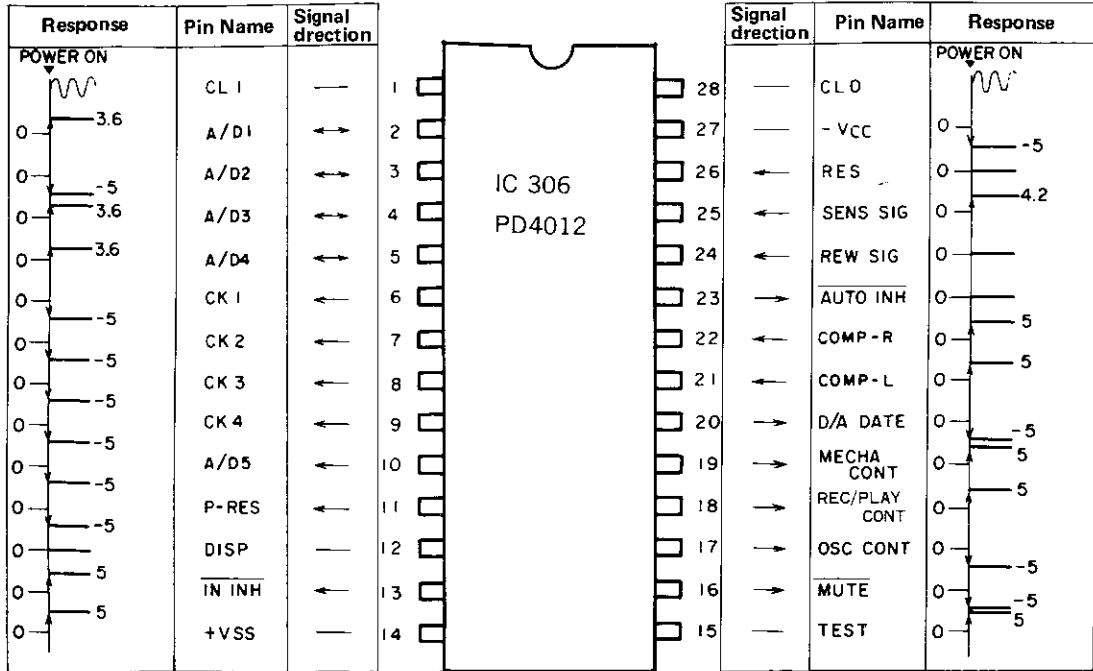 Response Pin Name Signal drection Signal drection Pin Name Response
POWER ON POWER ON
CL I — 1 28 — CL O
0 3.6 A/D1 ↔ 2 27 — -VCC 0 -5
0 -5 A/D2 ↔ 3 26 ← RES 0
0 3.6 A/D3 ↔ 4 25 ← SENS SIG 0 4.2
0 3.6 A/D4 ↔ 5 24 ← REW SIG 0
0 -5 CK 1 ← 6 23 → AUTO INH 0
0 -5 CK 2 ← 7 22 ← COMP-R 0 5
0 -5 CK 3 ← 8 21 ← COMP-L 0 5
0 -5 CK 4 ← 9 20 → D/A DATE 0 -5
0 -5 A/D5 ← 10 19 → MECHA CONT 0 5
0 -5 P-RES ← 11 18 → REC/PLAY CONT 0 5
0 DISP — 12 17 → OSC CONT 0 -5
0 5 IN INH ← 13 16 → MUTE 0 -5
0 5 +VSS — 14 15 — TEST 0 5
IC 306
PD4012